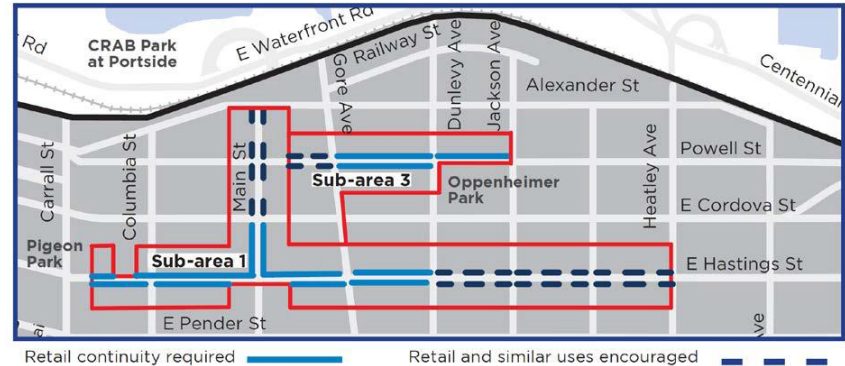 Rd
CRAB Park
at Portside
E Waterfront Rd
Railway St
Gore Ave
Dunlevy Ave
Jackson Ave
Centennial
Alexander St
Carrall St
Columbia St
Main St
Heatley Ave
Powell St
Sub-area 3
Oppenheimer
Park
E Cordova St
Pigeon
Park
Sub-area 1
E Hastings St
E Pender St
Ave
Retail continuity required
Retail and similar uses encouraged